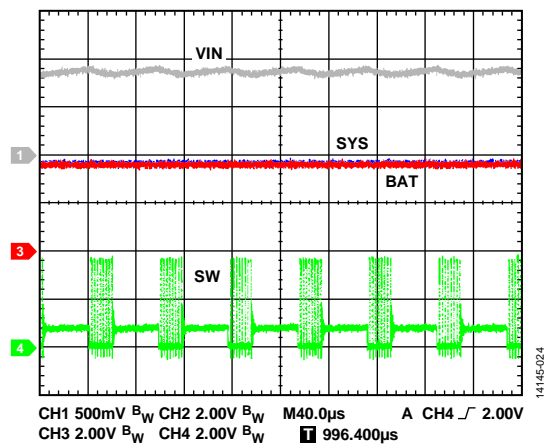 VIN
1
SYS
BAT
3
SW
4
14145-024
CH1 500mV BW CH2 2.00V BW M40.0µs A CH4 2.00V
CH3 2.00V BW CH4 2.00V BW T 996.400µs